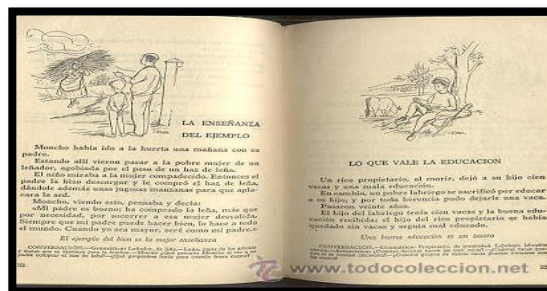 LA ENSEÑANZA
DEL EJEMPLO
Moncho había ido a la huerta una mañana con su
padre.
Estando allí vieron pasar a la pobre mujer de un
leñador, agobiada por el peso de un haz de leña.
El niño miraba a la mujer compadecido. Entonces el
padre la hizo descargar y le compró el haz de leña,
dándole además unas jugosas manzanas para que apla-
cara la sed.
Moncho, viendo esto, pensaba y decía:
«Mi padre es bueno; ha comprado la leña, más que
por necesidad, por socorrer a esa mujer desvalida.
Siempre que mi padre puede hacer bien, lo hace a todo
el mundo. Cuando yo sea mayor, seré como mi padre.»
El ejemplo del bien es la mejor enseñanza
LO QUE VALE LA EDUCACION
Un rico propietario, al morir, dejó a su hijo cien
vacas y una mala educación.
En cambio, un pobre labriego se sacrificó por educar
a su hijo, y por toda herencia pudo dejarle una vaca.
Pasaron veinte años.
El hijo del labriego tenía cien vacas y la buena edu-
cación recibida; el hijo del rico propietario se había
quedado sin vacas y seguía mal educado.
Una buena educación es un tesoro
www.todocoleccion.net